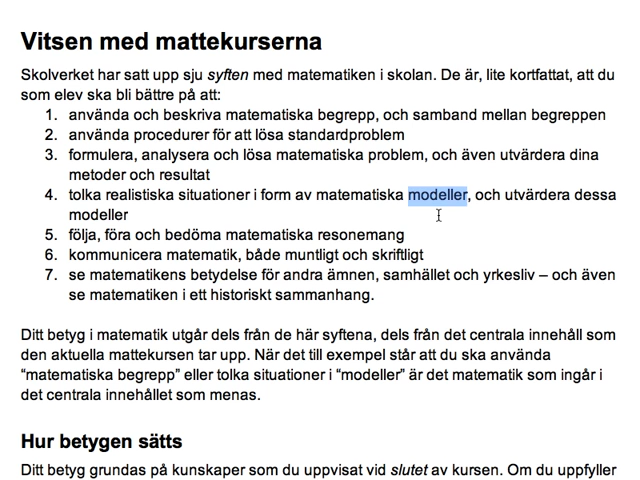 Vitsen med mattekurserna
Skolverket har satt upp sju syften med matematiken i skolan. De är, lite kortfattat, att du
som elev ska bli bättre på att:
1. använda och beskriva matematiska begrepp, och samband mellan begreppen
2. använda procedurer för att lösa standardproblem
3. formulera, analysera och lösa matematiska problem, och även utvärdera dina
metoder och resultat
4. tolka realistiska situationer i form av matematiska modeller, och utvärdera dessa
modeller
5. följa, föra och bedöma matematiska resonemang
6. kommunicera matematik, både muntligt och skriftligt
7. se matematikens betydelse för andra ämnen, samhället och yrkesliv – och även
se matematiken i ett historiskt sammanhang.
Ditt betyg i matematik utgår dels från de här syftena, dels från det centrala innehåll som
den aktuella mattekursen tar upp. När det till exempel står att du ska använda
“matematiska begrepp” eller tolka situationer i “modeller” är det matematik som ingår i
det centrala innehållet som menas.
Hur betygen sätts
Ditt betyg grundas på kunskaper som du uppvisat vid slutet av kursen. Om du uppfyller